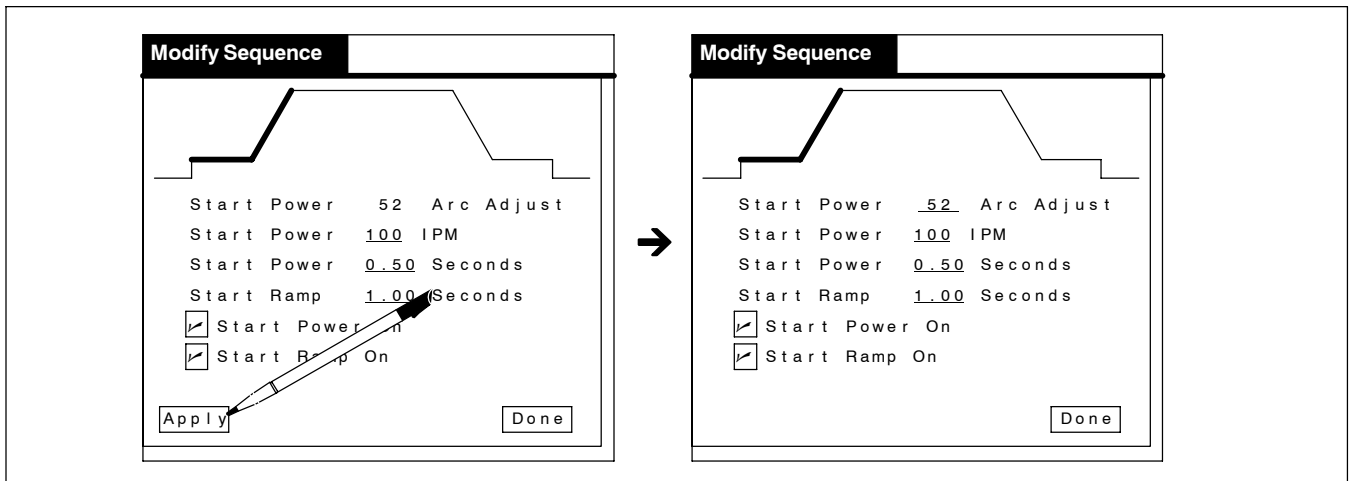 Modify Sequence
Start Power 52 Arc Adjust
Start Power 100 IPM
Start Power 0.50 Seconds
Start Ramp 1.00 Seconds
Start Power On
Start Ramp On
Apply Done
Modify Sequence
Start Power 52 Arc Adjust
Start Power 100 IPM
Start Power 0.50 Seconds
Start Ramp 1.00 Seconds
Start Power On
Start Ramp On
Done